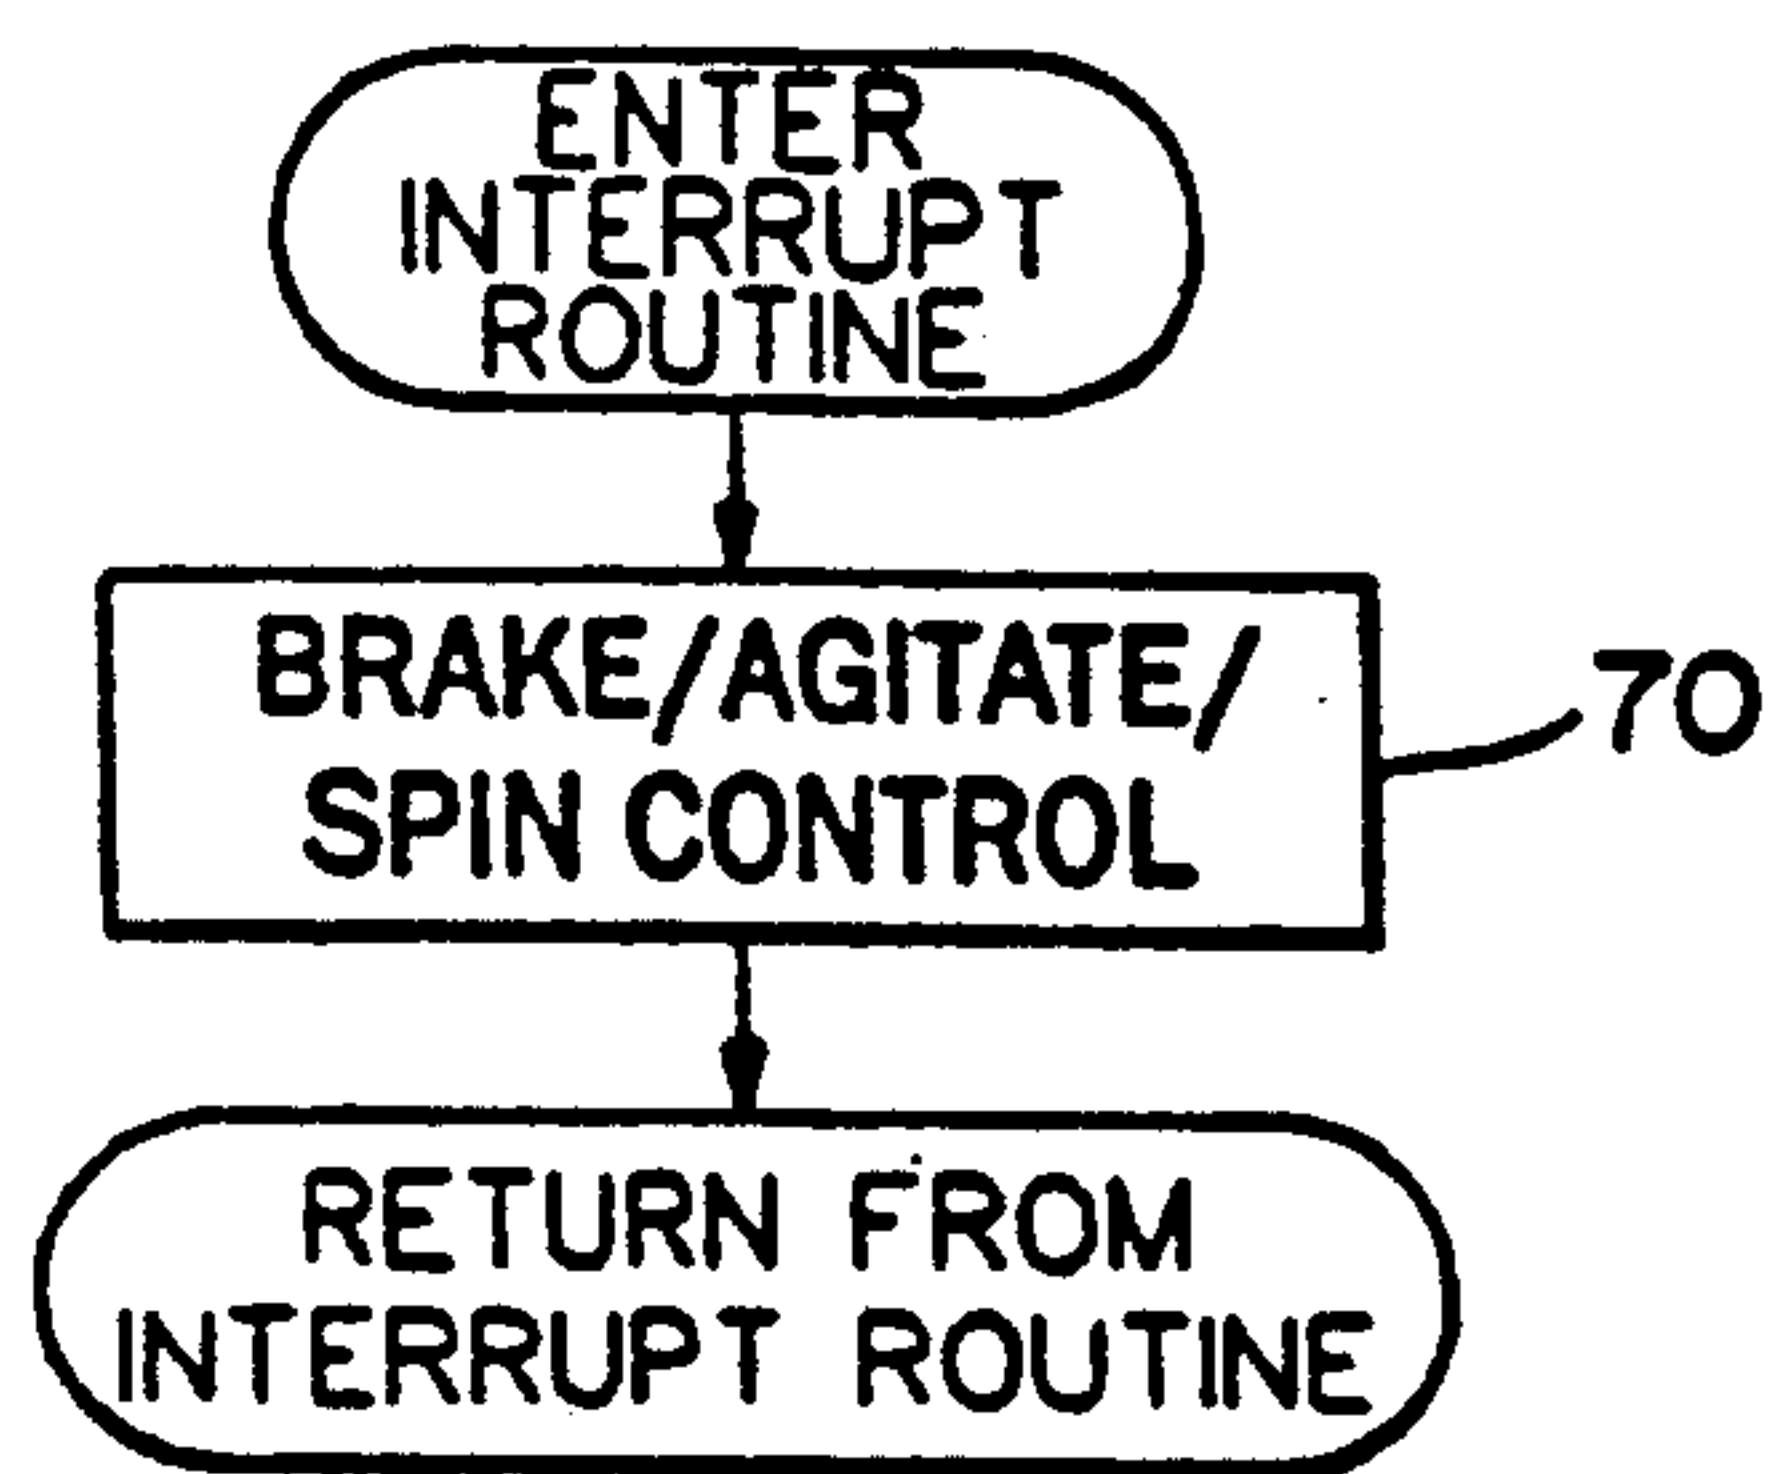 ENTER
INTERRUPT
ROUTINE
BRAKE/AGITATE/
SPIN CONTROL
70
RETURN FROM
INTERRUPT ROUTINE